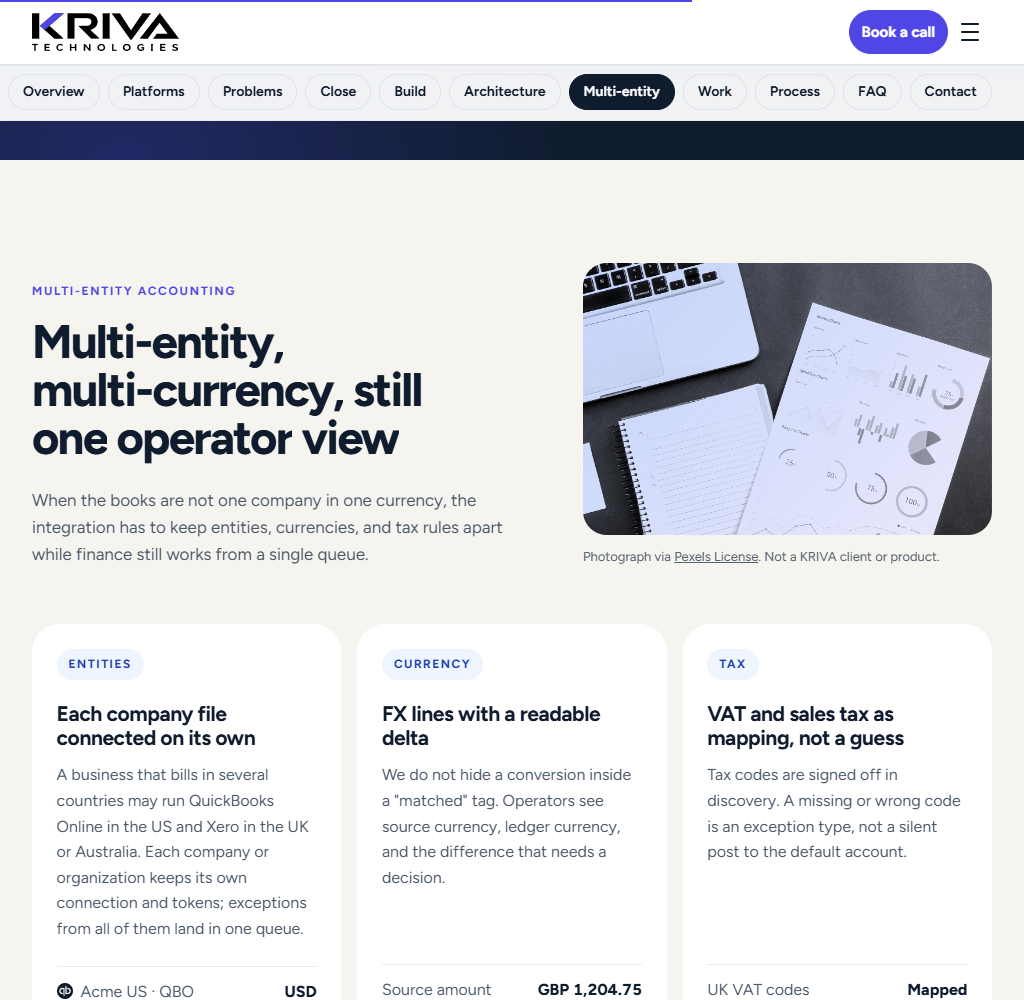 KRIVA
TECHNOLOGIES
Book a call
Overview
Platforms
Problems
Close
Build
Architecture
Multi-entity
Work
Process
FAQ
Contact
MULTI-ENTITY ACCOUNTING
Multi-entity,
multi-currency, still
one operator view
When the books are not one company in one currency, the
integration has to keep entities, currencies, and tax rules apart
while finance still works from a single queue.
25%
50%
75%
100%
Photograph via Pexels License. Not a KRIVA client or product.
ENTITIES
Each company file
connected on its own
A business that bills in several
countries may run QuickBooks
Online in the US and Xero in the UK
or Australia. Each company or
organization keeps its own
connection and tokens; exceptions
from all of them land in one queue.
qb Acme US · QBO USD
CURRENCY
FX lines with a readable
delta
We do not hide a conversion inside
a "matched" tag. Operators see
source currency, ledger currency,
and the difference that needs a
decision.
Source amount GBP 1,204.75
TAX
VAT and sales tax as
mapping, not a guess
Tax codes are signed off in
discovery. A missing or wrong code
is an exception type, not a silent
post to the default account.
UK VAT codes Mapped